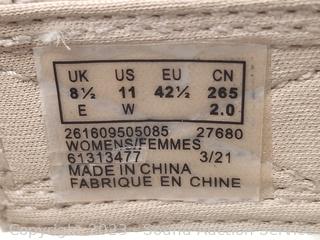 UK US EU CN
8½ 11 42½ 265
E W 2.0
261609505085 27680
WOMENS/FEMMES
61313477 3/21
MADE IN CHINA
FABRIQUE EN CHINE